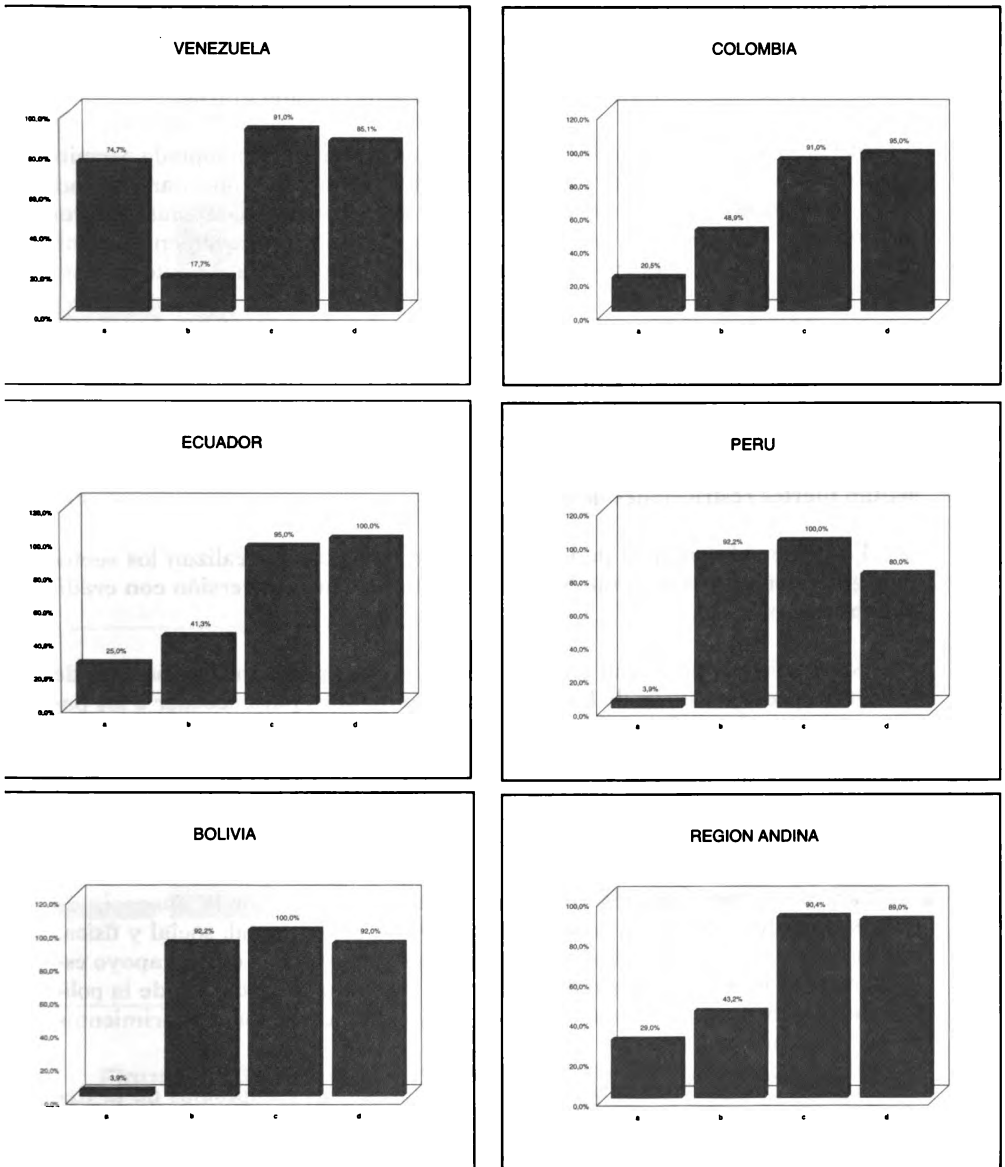 VENEZUELA
100,0%
80,0%
60,0%
40,0%
20,0%
0,0%
74,7%
17,7%
91,0%
85,1%
a
b
c
d
COLOMBIA
120,0%
100,0%
80,0%
60,0%
40,0%
20,0%
0,0%
20,5%
48,9%
91,0%
95,0%
a
b
c
d
ECUADOR
120,0%
100,0%
80,0%
60,0%
40,0%
20,0%
0,0%
25,0%
41,3%
95,0%
100,0%
a
b
c
d
PERU
120,0%
100,0%
80,0%
60,0%
40,0%
20,0%
0,0%
3,9%
92,2%
100,0%
80,0%
a
b
c
d
BOLIVIA
120,0%
100,0%
80,0%
60,0%
40,0%
20,0%
0,0%
3,9%
92,2%
100,0%
92,0%
a
b
c
d
REGION ANDINA
100,0%
80,0%
60,0%
40,0%
20,0%
0,0%
29,0%
43,2%
90,4%
89,0%
a
b
c
d